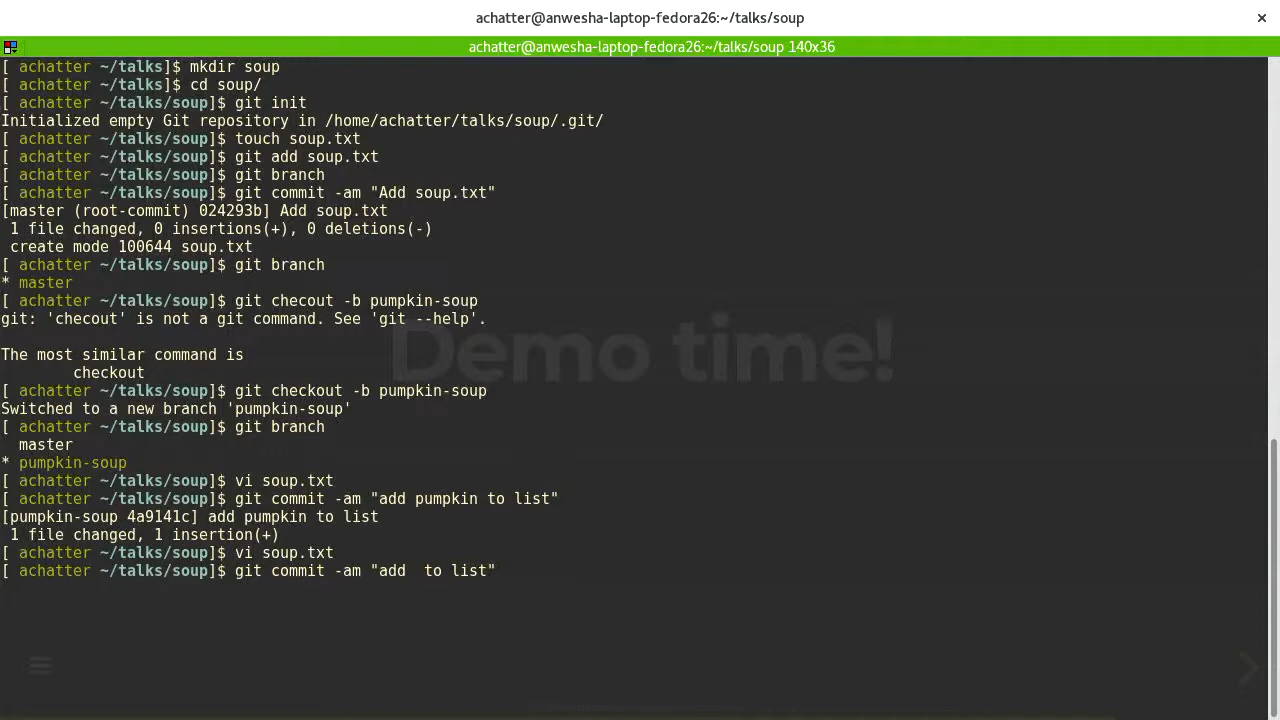 achatter@anwesha-laptop-fedora26:~/talks/soup
achatter@anwesha-laptop-fedora26:~/talks/soup 140x36
[ achatter ~/talks]$ mkdir soup
[ achatter ~/talks]$ cd soup/
[ achatter ~/talks/soup]$ git init
Initialized empty Git repository in /home/achatter/talks/soup/.git/
[ achatter ~/talks/soup]$ touch soup.txt
[ achatter ~/talks/soup]$ git add soup.txt
[ achatter ~/talks/soup]$ git branch
[ achatter ~/talks/soup]$ git commit -am "Add soup.txt"
[master (root-commit) 024293b] Add soup.txt
 1 file changed, 0 insertions(+), 0 deletions(-)
 create mode 100644 soup.txt
[ achatter ~/talks/soup]$ git branch
* master
[ achatter ~/talks/soup]$ git checout -b pumpkin-soup
git: 'checout' is not a git command. See 'git --help'.
The most similar command is
        checkout
[ achatter ~/talks/soup]$ git checkout -b pumpkin-soup
Switched to a new branch 'pumpkin-soup'
[ achatter ~/talks/soup]$ git branch
  master
* pumpkin-soup
[ achatter ~/talks/soup]$ vi soup.txt
[ achatter ~/talks/soup]$ git commit -am "add pumpkin to list"
[pumpkin-soup 4a9141c] add pumpkin to list
 1 file changed, 1 insertion(+)
[ achatter ~/talks/soup]$ vi soup.txt
[ achatter ~/talks/soup]$ git commit -am "add  to list"
Demo time!